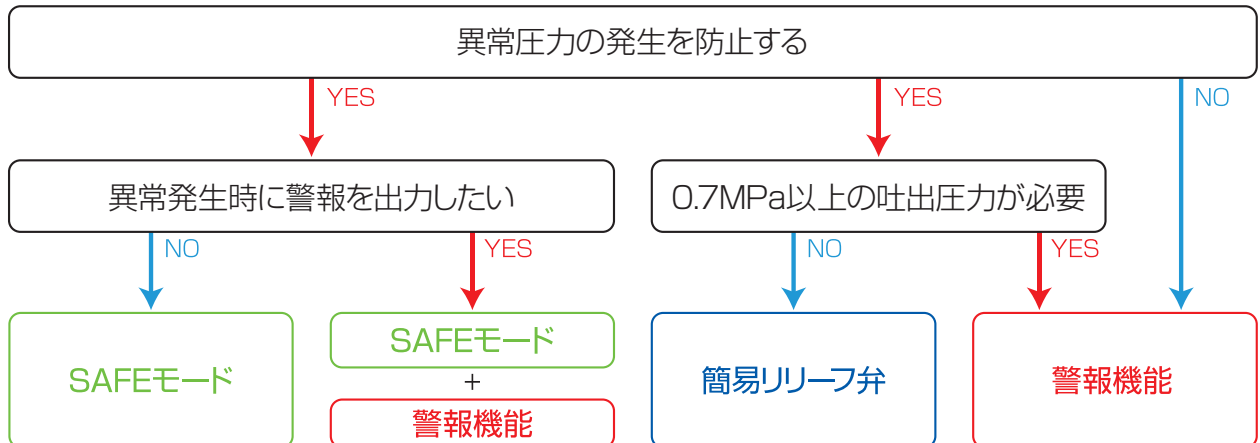 異常圧力の発生を防止する
YES
YES
NO
異常発生時に警報を出力したい
0.7MPa以上の吐出圧力が必要
NO
YES
NO
YES
SAFEモード
SAFEモード
+
警報機能
簡易リリーフ弁
警報機能